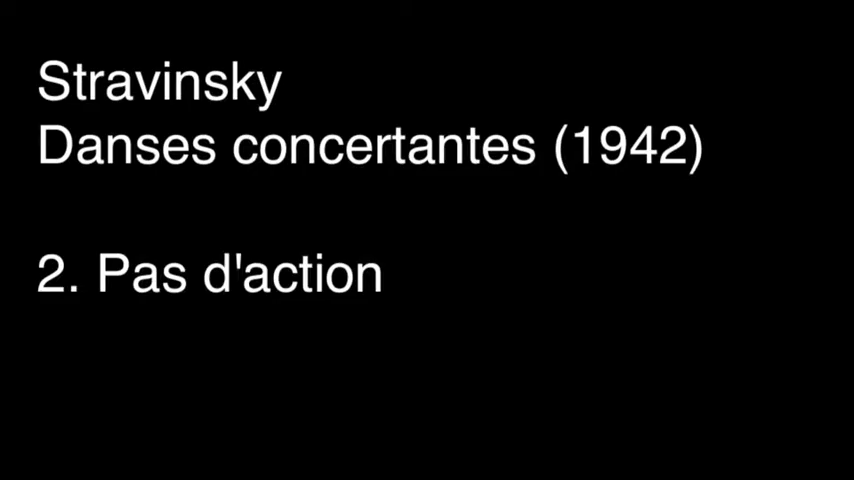 Stravinsky
Danses concertantes (1942)
2. Pas d'action